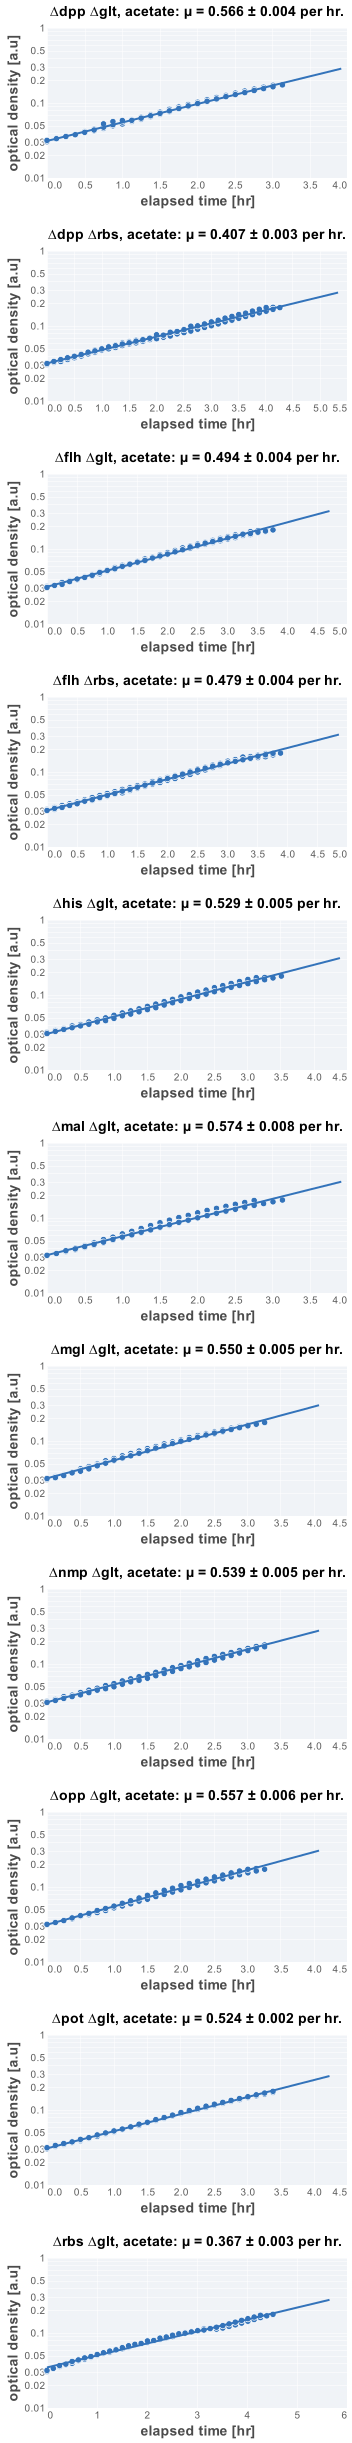 Δdpp Δglt, acetate: µ = 0.566 ± 0.004 per hr.
optical density [a.u]
1
0.5
0.3
0.2
0.1
0.05
0.03
0.02
0.01
0.0 0.5 1.0 1.5 2.0 2.5 3.0 3.5 4.0
elapsed time [hr]
Δdpp Δrbs, acetate: µ = 0.407 ± 0.003 per hr.
optical density [a.u]
1
0.5
0.3
0.2
0.1
0.05
0.03
0.02
0.01
0.0 0.5 1.0 1.5 2.0 2.5 3.0 3.5 4.0 4.5 5.0 5.5
elapsed time [hr]
Δflh Δglt, acetate: µ = 0.494 ± 0.004 per hr.
optical density [a.u]
1
0.5
0.3
0.2
0.1
0.05
0.03
0.02
0.01
0.0 0.5 1.0 1.5 2.0 2.5 3.0 3.5 4.0 4.5 5.0
elapsed time [hr]
Δflh Δrbs, acetate: µ = 0.479 ± 0.004 per hr.
optical density [a.u]
1
0.5
0.3
0.2
0.1
0.05
0.03
0.02
0.01
0.0 0.5 1.0 1.5 2.0 2.5 3.0 3.5 4.0 4.5 5.0
elapsed time [hr]
Δhis Δglt, acetate: µ = 0.529 ± 0.005 per hr.
optical density [a.u]
1
0.5
0.3
0.2
0.1
0.05
0.03
0.02
0.01
0.0 0.5 1.0 1.5 2.0 2.5 3.0 3.5 4.0 4.5
elapsed time [hr]
Δmal Δglt, acetate: µ = 0.574 ± 0.008 per hr.
optical density [a.u]
1
0.5
0.3
0.2
0.1
0.05
0.03
0.02
0.01
0.0 0.5 1.0 1.5 2.0 2.5 3.0 3.5 4.0
elapsed time [hr]
Δmgl Δglt, acetate: µ = 0.550 ± 0.005 per hr.
optical density [a.u]
1
0.5
0.3
0.2
0.1
0.05
0.03
0.02
0.01
0.0 0.5 1.0 1.5 2.0 2.5 3.0 3.5 4.0 4.5
elapsed time [hr]
Δnmp Δglt, acetate: µ = 0.539 ± 0.005 per hr.
optical density [a.u]
1
0.5
0.3
0.2
0.1
0.05
0.03
0.02
0.01
0.0 0.5 1.0 1.5 2.0 2.5 3.0 3.5 4.0 4.5
elapsed time [hr]
Δopp Δglt, acetate: µ = 0.557 ± 0.006 per hr.
optical density [a.u]
1
0.5
0.3
0.2
0.1
0.05
0.03
0.02
0.01
0.0 0.5 1.0 1.5 2.0 2.5 3.0 3.5 4.0 4.5
elapsed time [hr]
Δpot Δglt, acetate: µ = 0.524 ± 0.002 per hr.
optical density [a.u]
1
0.5
0.3
0.2
0.1
0.05
0.03
0.02
0.01
0.0 0.5 1.0 1.5 2.0 2.5 3.0 3.5 4.0 4.5
elapsed time [hr]
Δrbs Δglt, acetate: µ = 0.367 ± 0.003 per hr.
optical density [a.u]
1
0.5
0.3
0.2
0.1
0.05
0.03
0.02
0.01
0 1 2 3 4 5 6
elapsed time [hr]